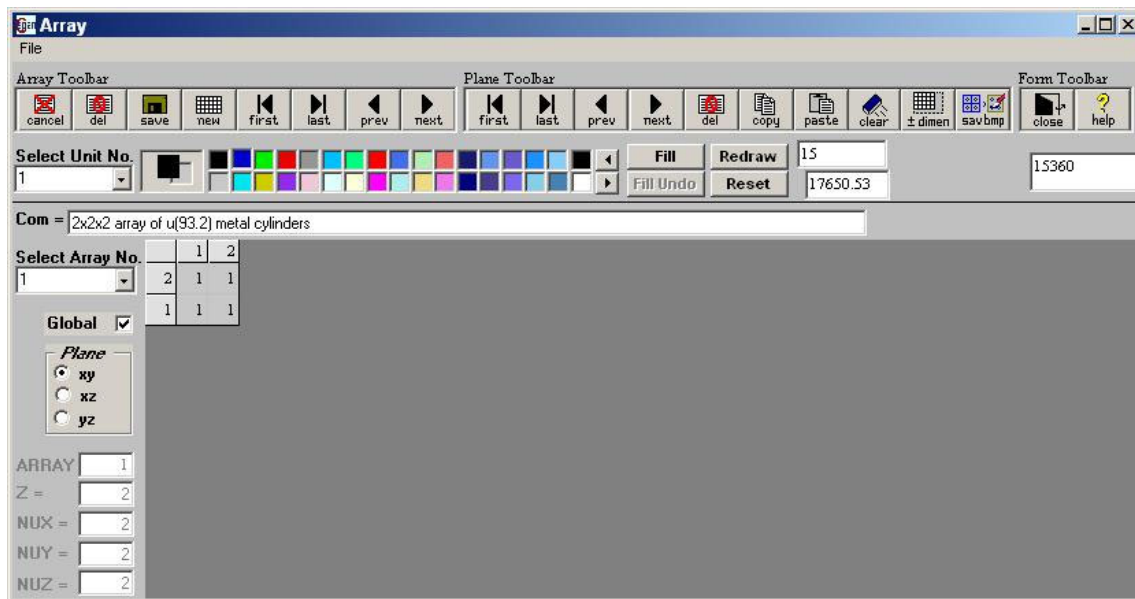 Array
File
Array Toolbar Plane Toolbar Form Toolbar
cancel del save new first last prev next first last prev next del copy paste clear ± dimen savbmp close help
Select Unit No. Fill Redraw 15
1 Fill Undo Reset 17650.53 15360
Com = 2x2x2 array of u(93.2) metal cylinders
Select Array No. 1 2
1 2 1 1
1 1 1
Global
Plane
xy
xz
yz
ARRAY 1
Z = 2
NUX = 2
NUY = 2
NUZ = 2